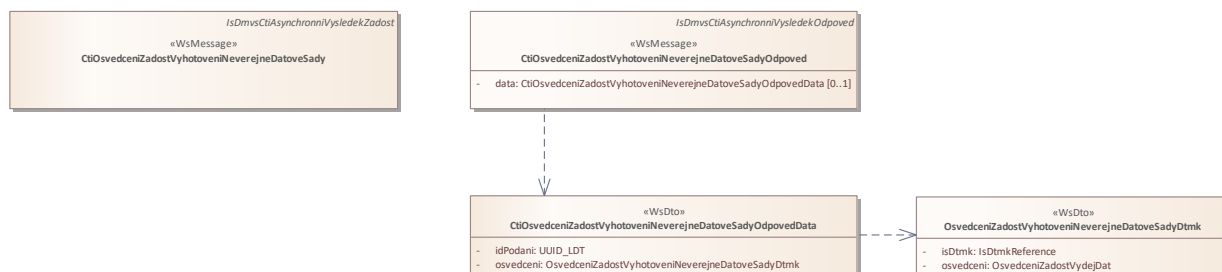 IsDmvsCtiAsynchronniVysledekZadost
«WsMessage»
CtiOsvedceniZadostVyhotoveniNeverejneDatoveSady
IsDmvsCtiAsynchronniVysledekOdpoved
«WsMessage»
CtiOsvedceniZadostVyhotoveniNeverejneDatoveSadyOdpoved
- data: CtiOsvedceniZadostVyhotoveniNeverejneDatoveSadyOdpovedData [0..1]
«WsDto»
CtiOsvedceniZadostVyhotoveniNeverejneDatoveSadyOdpovedData
- idPodani: UUID_LDT
- osvedceni: OsvedceniZadostVyhotoveniNeverejneDatoveSadyDtmk
«WsDto»
OsvedceniZadostVyhotoveniNeverejneDatoveSadyDtmk
- isDtmk: IsDtmkReference
- osvedceni: OsvedceniZadostVydejDat